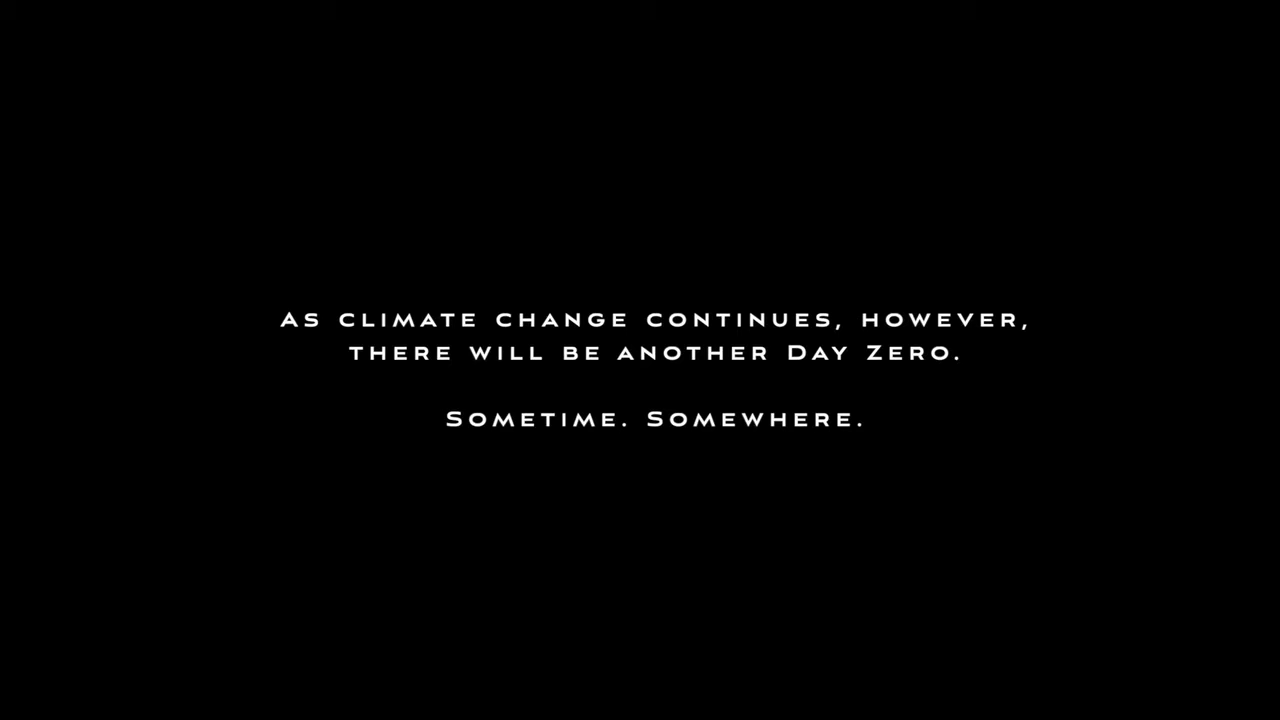 As climate change continues, however,
there will be another Day Zero.
Sometime. Somewhere.